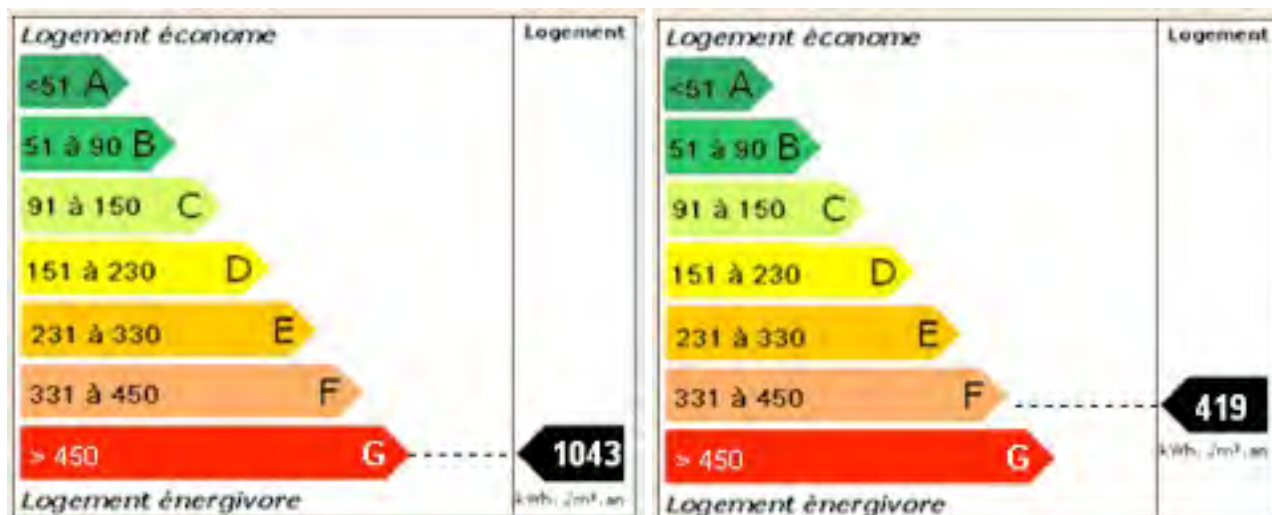 Logement économe
Logement
<51 A
51 à 90 B
91 à 150 C
151 à 230 D
231 à 330 E
331 à 450 F
> 450 G
1043
Logement énergivore
Logement économe
Logement
<51 A
51 à 90 B
91 à 150 C
151 à 230 D
231 à 330 E
331 à 450 F
419
> 450 G
Logement énergivore